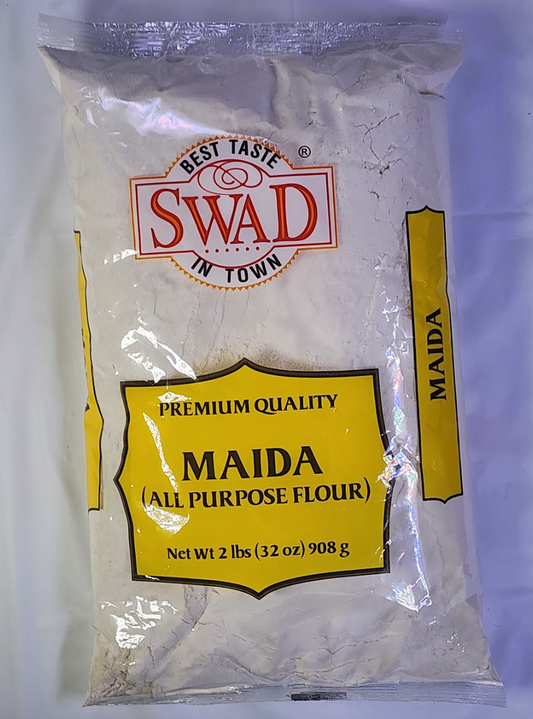 BEST TASTE
®
SWAD
IN TOWN
MAIDA
PREMIUM QUALITY
MAIDA
(ALL PURPOSE FLOUR)
Net Wt 2 lbs (32 oz) 908 g